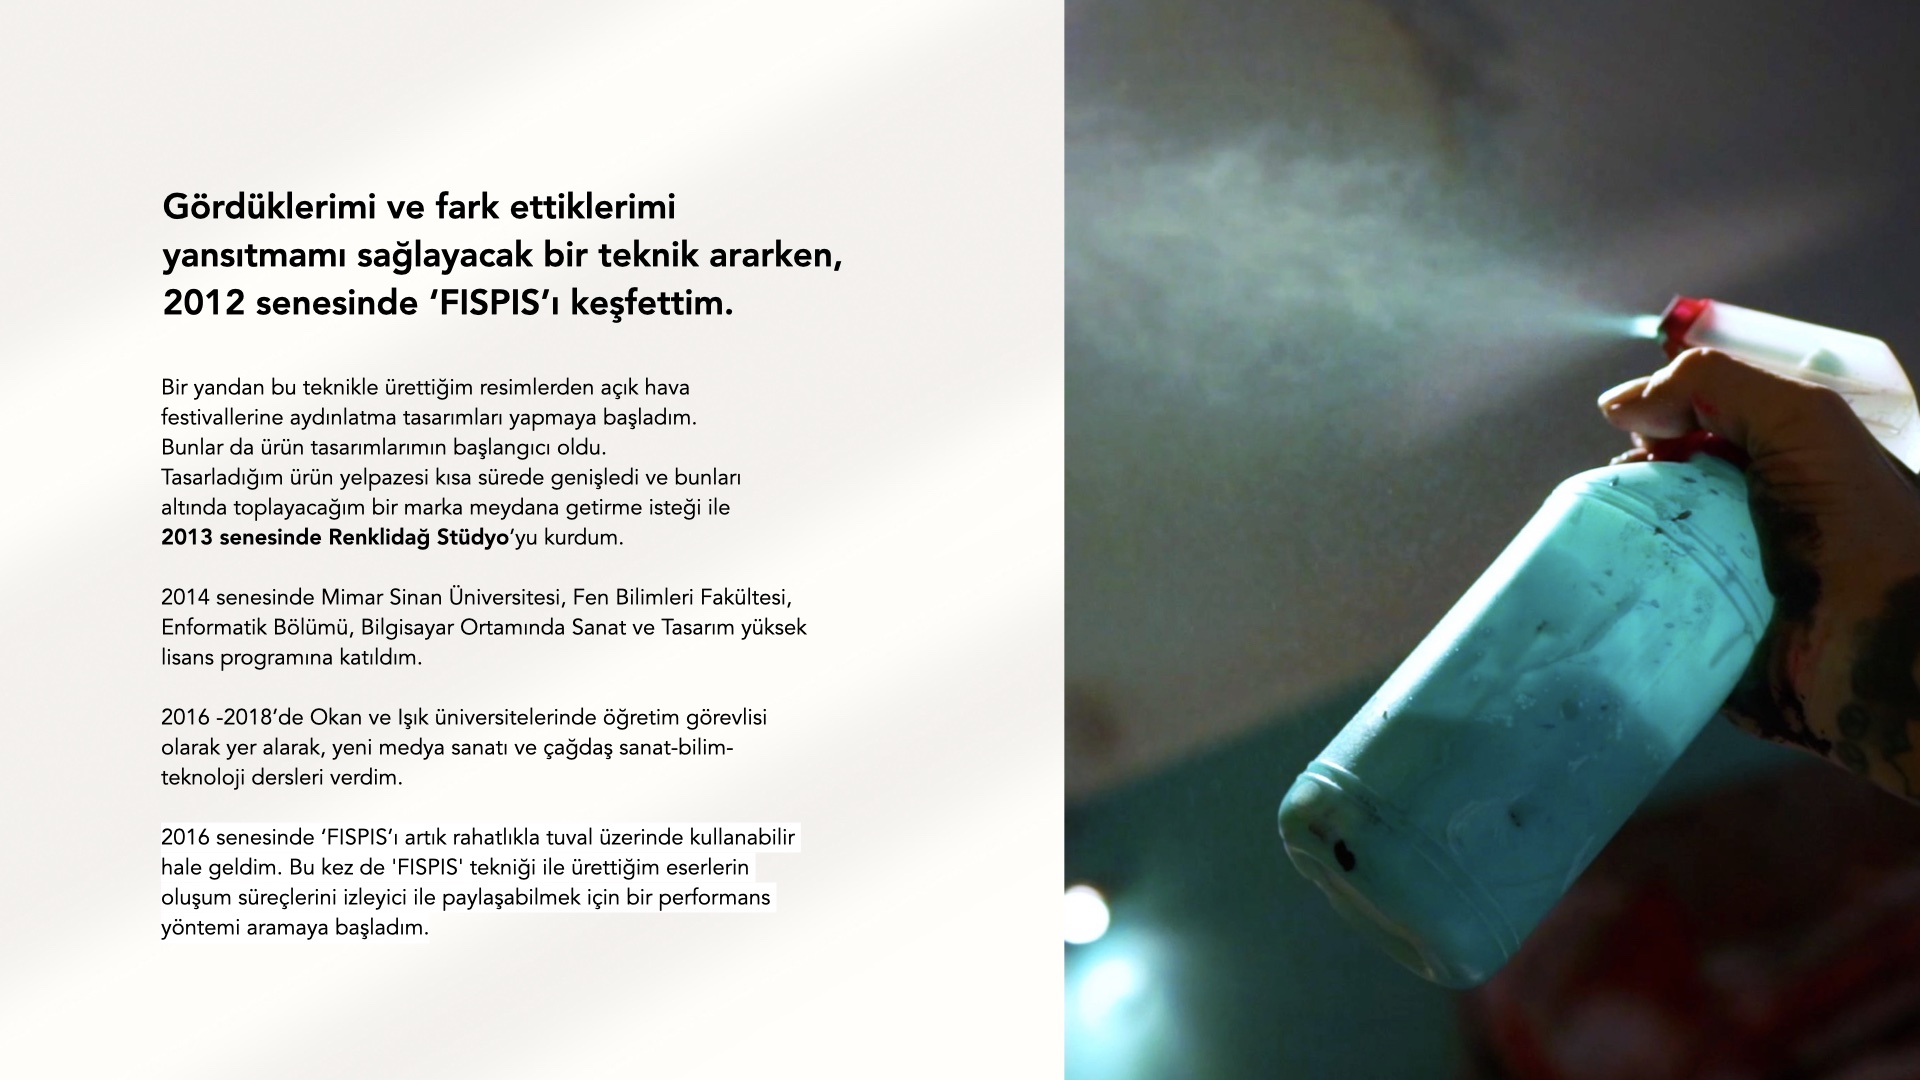 Gördüklerimi ve fark ettiklerimi
yansıtmamı sağlayacak bir teknik ararken,
2012 senesinde ‘FISPIS’ı keşfettim.
Bir yandan bu teknikle ürettiğim resimlerden açık hava
festivallerine aydınlatma tasarımları yapmaya başladım.
Bunlar da ürün tasarımlarımın başlangıcı oldu.
Tasarladığım ürün yelpazesi kısa sürede genişledi ve bunları
altında toplayacağım bir marka meydana getirme isteği ile
2013 senesinde Renklidağ Stüdyo’yu kurdum.
2014 senesinde Mimar Sinan Üniversitesi, Fen Bilimleri Fakültesi,
Enformatik Bölümü, Bilgisayar Ortamında Sanat ve Tasarım yüksek
lisans programına katıldım.
2016 -2018’de Okan ve Işık üniversitelerinde öğretim görevlisi
olarak yer alarak, yeni medya sanatı ve çağdaş sanat-bilim-
teknoloji dersleri verdim.
2016 senesinde ‘FISPIS’ı artık rahatlıkla tuval üzerinde kullanabilir
hale geldim. Bu kez de 'FISPIS' tekniği ile ürettiğim eserlerin
oluşum süreçlerini izleyici ile paylaşabilmek için bir performans
yöntemi aramaya başladım.